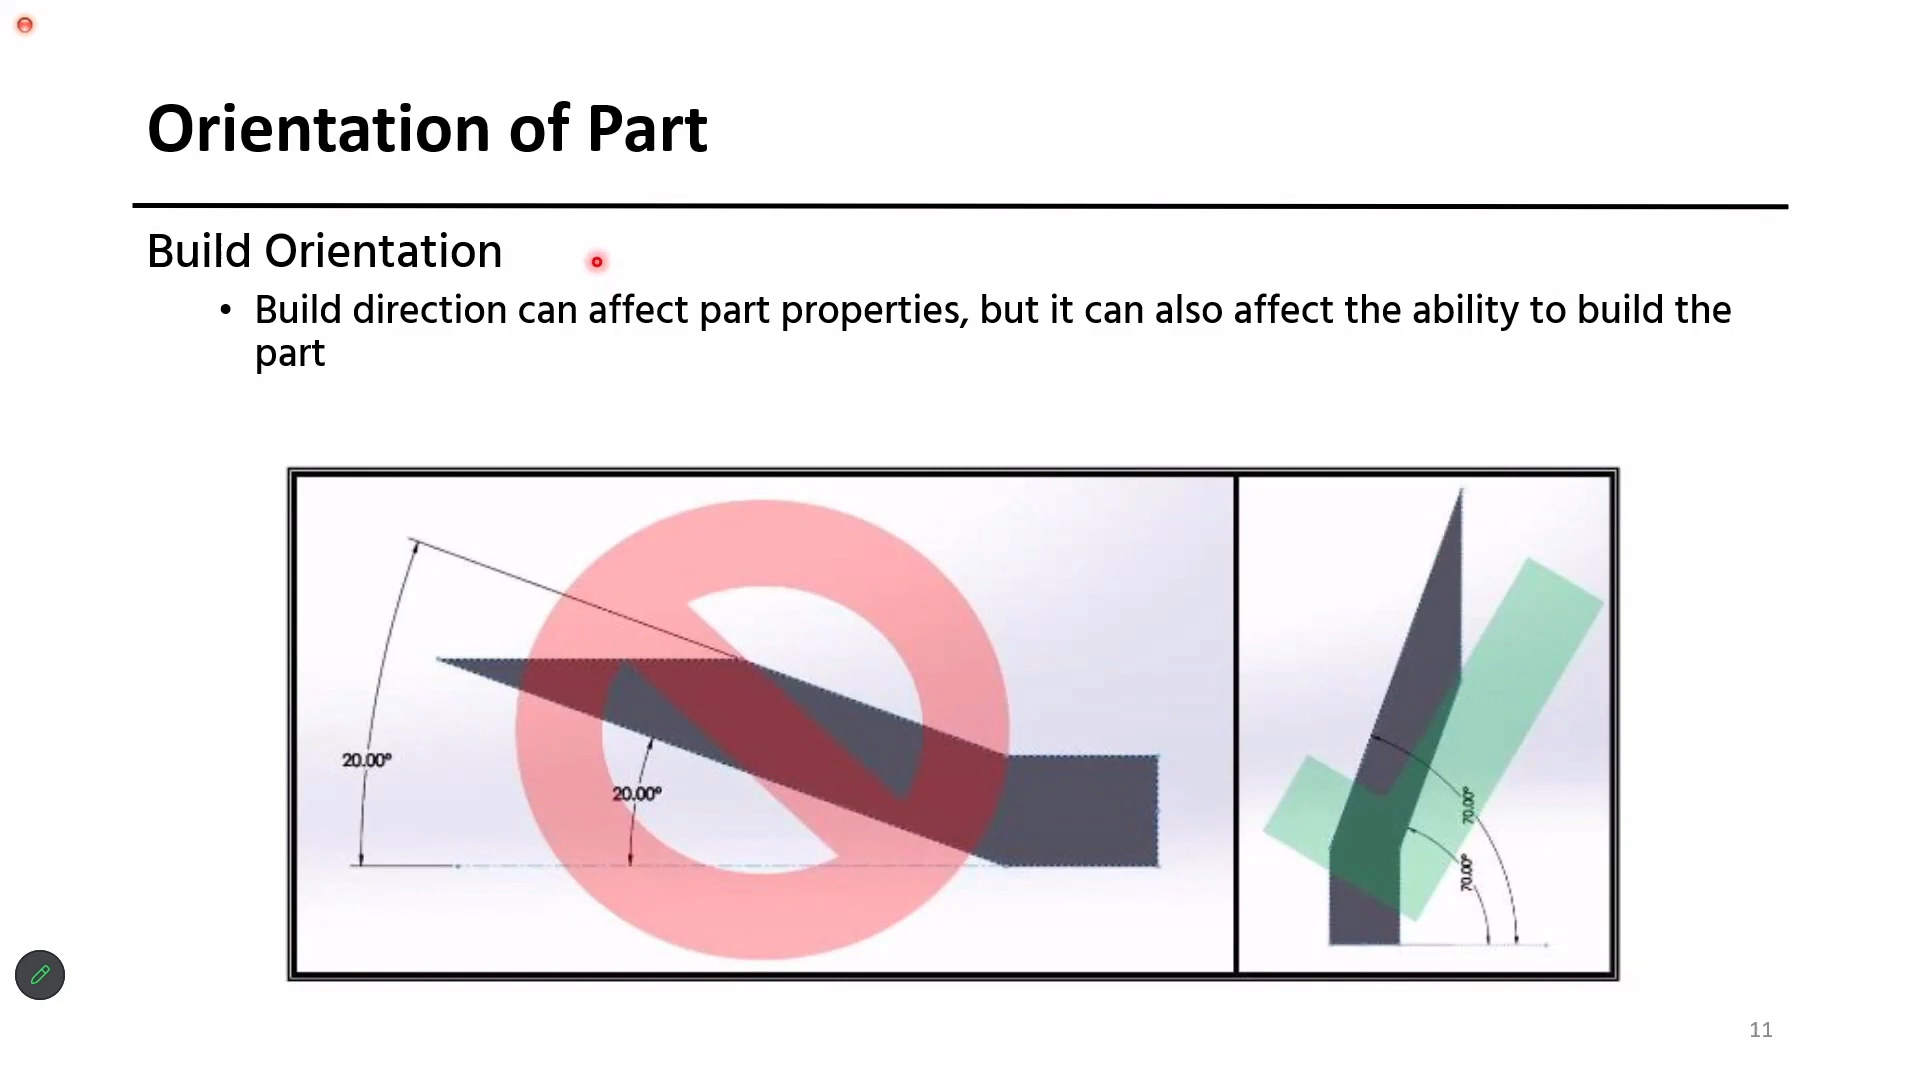 Orientation of Part
Build Orientation
• Build direction can affect part properties, but it can also affect the ability to build the
part
20.00°
20.00°
70.00°
70.00°
11